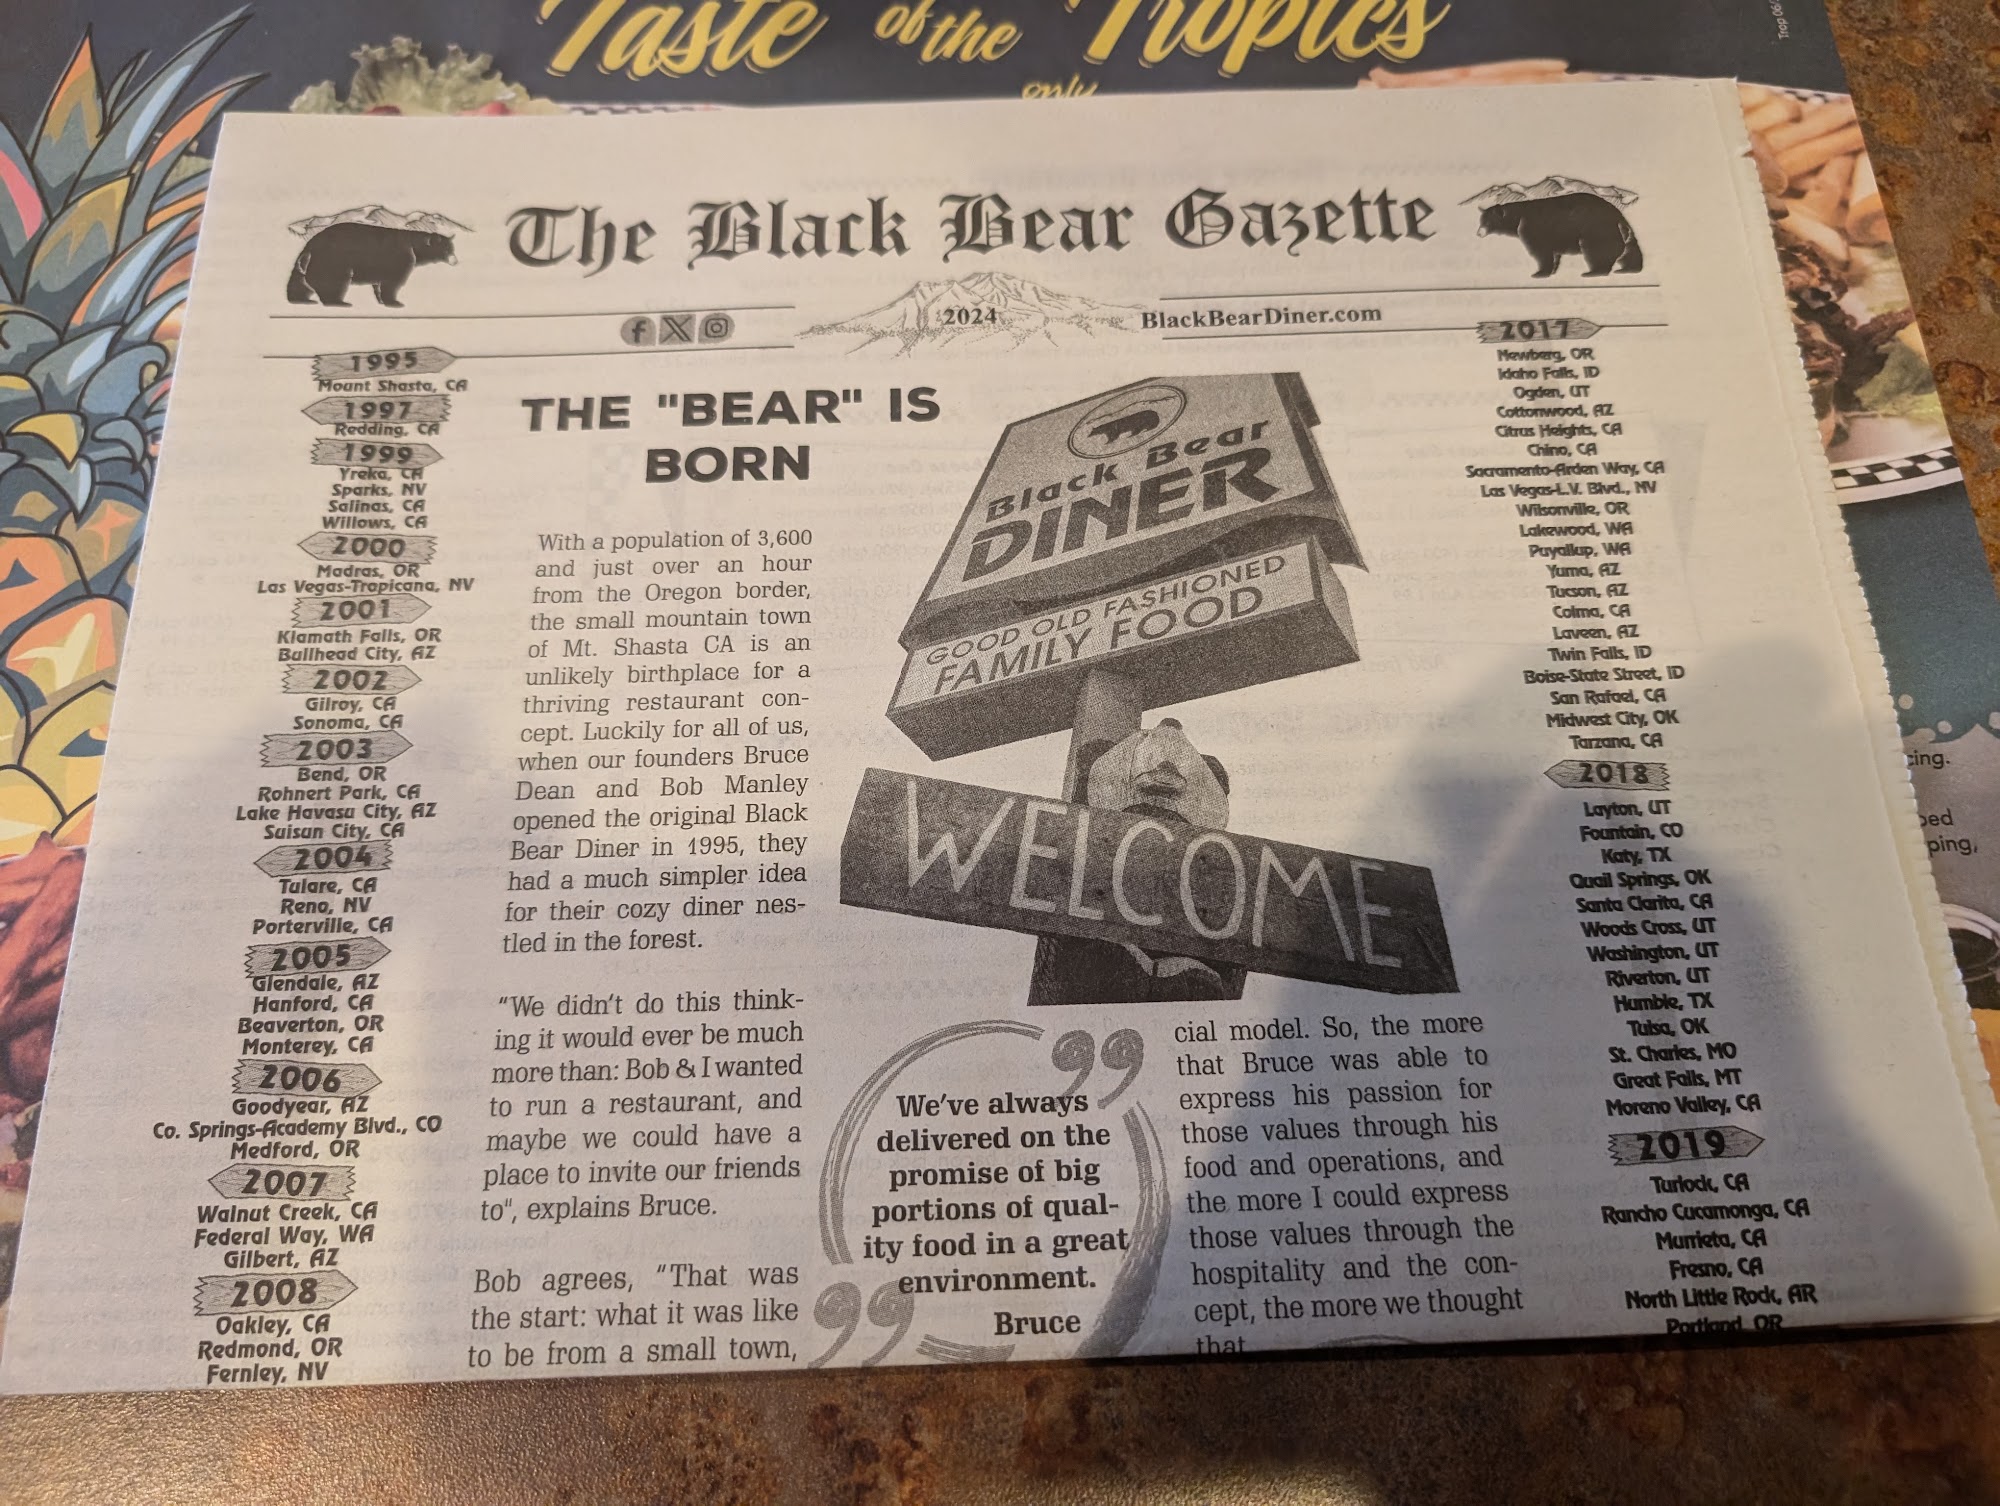 Taste of the Tropics
only
The Black Bear Gazette
2024
BlackBearDiner.com
1995
Mount Shasta, CA
1997
Redding, CA
1999
Yreka, CA
Sparks, NV
Salinas, CA
Willows, CA
2000
Madras, OR
Las Vegas-Tropicana, NV
2001
Klamath Falls, OR
Bullhead City, AZ
2002
Gilroy, CA
Sonoma, CA
2003
Bend, OR
Rohnert Park, CA
Lake Havasu City, AZ
Suisun City, CA
2004
Tulare, CA
Reno, NV
Porterville, CA
2005
Glendale, AZ
Hanford, CA
Beaverton, OR
Monterey, CA
2006
Goodyear, AZ
Co. Springs-Academy Blvd., CO
Medford, OR
2007
Walnut Creek, CA
Federal Way, WA
Gilbert, AZ
2008
Oakley, CA
Redmond, OR
Fernley, NV
THE "BEAR" IS
BORN
With a population of 3,600
and just over an hour
from the Oregon border,
the small mountain town
of Mt. Shasta CA is an
unlikely birthplace for a
thriving restaurant con-
cept. Luckily for all of us,
when our founders Bruce
Dean and Bob Manley
opened the original Black
Bear Diner in 1995, they
had a much simpler idea
for their cozy diner nes-
tled in the forest.
"We didn't do this think-
ing it would ever be much
more than: Bob & I wanted
to run a restaurant, and
maybe we could have a
place to invite our friends
to", explains Bruce.
Bob agrees, "That was
the start: what it was like
to be from a small town,
Black Bear
DINER
GOOD OLD FASHIONED
FAMILY FOOD
WELCOME
We've always
delivered on the
promise of big
portions of qual-
ity food in a great
environment.
Bruce
cial model. So, the more
that Bruce was able to
express his passion for
those values through his
food and operations, and
the more I could express
those values through the
hospitality and the con-
cept, the more we thought
that
2017
Newberg, OR
Idaho Falls, ID
Ogden, UT
Cottonwood, AZ
Citrus Heights, CA
Chino, CA
Sacramento-Arden Way, CA
Las Vegas-L.V. Blvd., NV
Wilsonville, OR
Lakewood, WA
Puyallup, WA
Yuma, AZ
Tucson, AZ
Colma, CA
Laveen, AZ
Twin Falls, ID
Boise-State Street, ID
San Rafael, CA
Midwest City, OK
Tarzana, CA
2018
Layton, UT
Fountain, CO
Katy, TX
Quail Springs, OK
Santa Clarita, CA
Woods Cross, UT
Washington, UT
Riverton, UT
Humble, TX
Tulsa, OK
St. Charles, MO
Great Falls, MT
Moreno Valley, CA
2019
Turlock, CA
Rancho Cucamonga, CA
Murrieta, CA
Fresno, CA
North Little Rock, AR
Portland, OR
cing.
ped
ping,